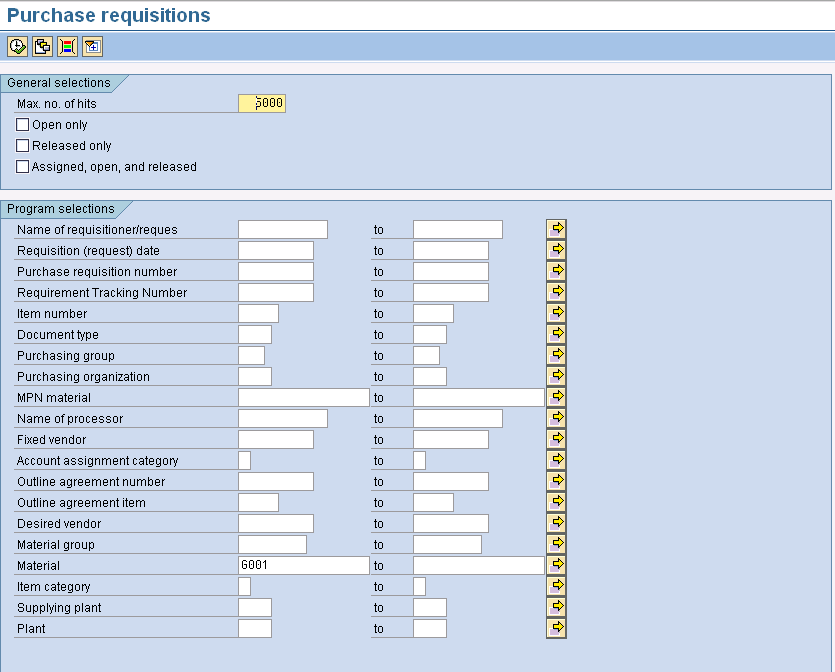 Purchase requisitions
General selections
Max. no. of hits 5000
Open only
Released only
Assigned, open, and released
Program selections
Name of requisitioner/reques to
Requisition (request) date to
Purchase requisition number to
Requirement Tracking Number to
Item number to
Document type to
Purchasing group to
Purchasing organization to
MPN material to
Name of processor to
Fixed vendor to
Account assignment category to
Outline agreement number to
Outline agreement item to
Desired vendor to
Material group to
Material G001 to
Item category to
Supplying plant to
Plant to